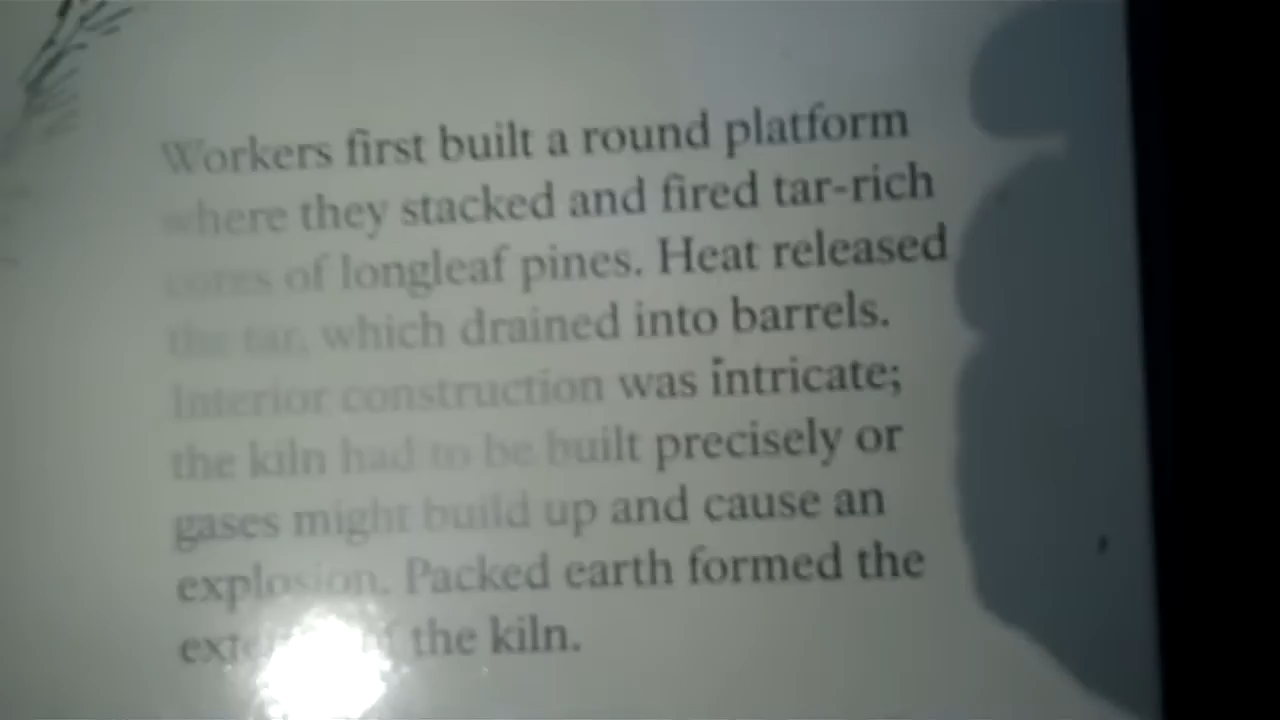 Workers first built a round platform
where they stacked and fired tar-rich
cores of longleaf pines. Heat released
the tar, which drained into barrels.
Interior construction was intricate;
the kiln had to be built precisely or
gases might build up and cause an
explosion. Packed earth formed the
the kiln.